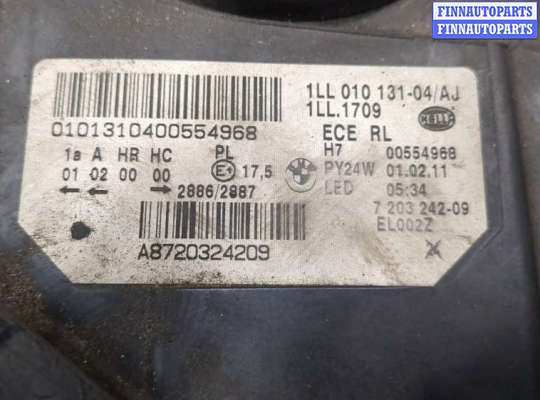 FINNAUTOPARTS
FINNAUTOPARTS
1LL 010 131-04/AJ
1LL.1709
HELLA
0101310400554968
ECE RL
1a A HR HC PL
H7 00554968
01 02 00 00 E1 17,5
PY24W 01.02.11
2886/2887
LED 05:34
7 203 242-09
EL002Z
A8720324209